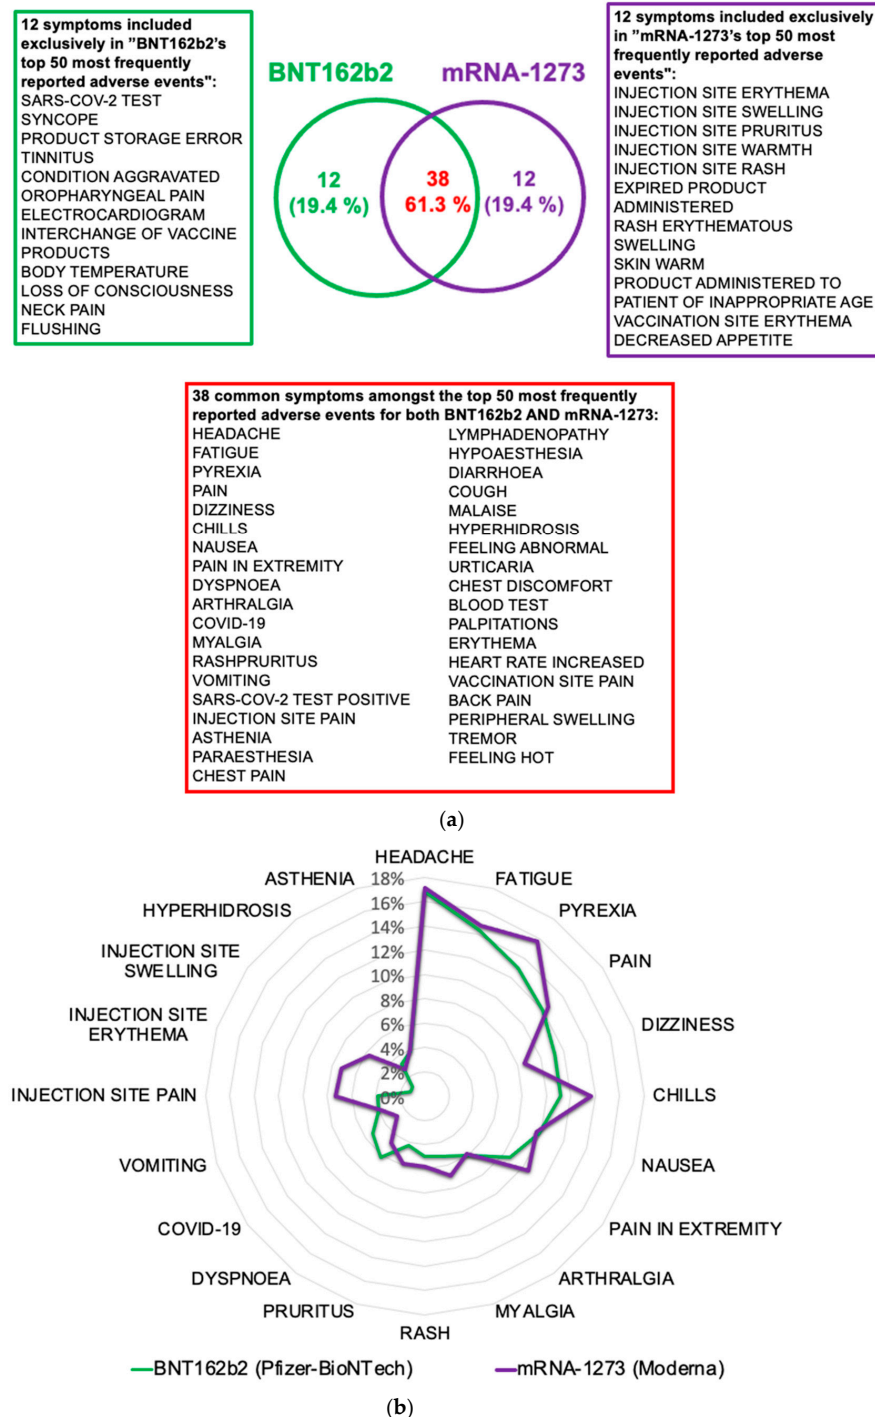 12 symptoms included
exclusively in "BNT162b2's
top 50 most frequently
reported adverse events":
SARS-COV-2 TEST
SYNCOPE
PRODUCT STORAGE ERROR
TINNITUS
CONDITION AGGRAVATED
OROPHARYNGEAL PAIN
ELECTROCARDIOGRAM
INTERCHANGE OF VACCINE
PRODUCTS
BODY TEMPERATURE
LOSS OF CONSCIOUSNESS
NECK PAIN
FLUSHING
BNT162b2
mRNA-1273
12
(19.4 %)
38
61.3 %
12
(19.4 %)
12 symptoms included exclusively
in "mRNA-1273's top 50 most
frequently reported adverse
events":
INJECTION SITE ERYTHEMA
INJECTION SITE SWELLING
INJECTION SITE PRURITUS
INJECTION SITE WARMTH
INJECTION SITE RASH
EXPIRED PRODUCT
ADMINISTERED
RASH ERYTHEMATOUS
SWELLING
SKIN WARM
PRODUCT ADMINISTERED TO
PATIENT OF INAPPROPRIATE AGE
VACCINATION SITE ERYTHEMA
DECREASED APPETITE
38 common symptoms amongst the top 50 most frequently
reported adverse events for both BNT162b2 AND mRNA-1273:
HEADACHE
FATIGUE
PYREXIA
PAIN
DIZZINESS
CHILLS
NAUSEA
PAIN IN EXTREMITY
DYSPNOEA
ARTHRALGIA
COVID-19
MYALGIA
RASHPRURITUS
VOMITING
SARS-COV-2 TEST POSITIVE
INJECTION SITE PAIN
ASTHENIA
PARAESTHESIA
CHEST PAIN
LYMPHADENOPATHY
HYPOAESTHESIA
DIARRHOEA
COUGH
MALAISE
HYPERHIDROSIS
FEELING ABNORMAL
URTICARIA
CHEST DISCOMFORT
BLOOD TEST
PALPITATIONS
ERYTHEMA
HEART RATE INCREASED
VACCINATION SITE PAIN
BACK PAIN
PERIPHERAL SWELLING
TREMOR
FEELING HOT
(a)
HEADACHE
FATIGUE
PYREXIA
PAIN
DIZZINESS
CHILLS
NAUSEA
PAIN IN EXTREMITY
ARTHRALGIA
MYALGIA
RASH
PRURITUS
DYSPNOEA
COVID-19
VOMITING
INJECTION SITE PAIN
INJECTION SITE
ERYTHEMA
INJECTION SITE
SWELLING
HYPERHIDROSIS
ASTHENIA
18%
16%
14%
12%
10%
8%
6%
4%
2%
0%
BNT162b2 (Pfizer-BioNTech)
mRNA-1273 (Moderna)
(b)